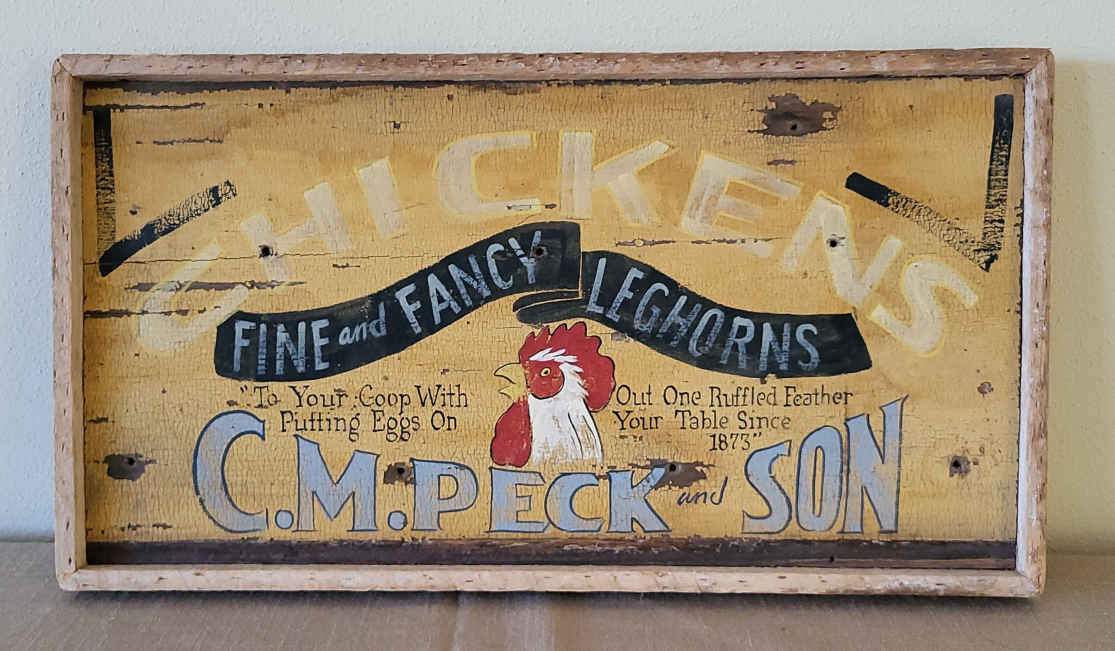 CHICKENS
FINE and FANCY LEGHORNS
"To Your Coop With Out One Ruffled Feather
Putting Eggs On Your Table Since
1873"
C.M. PECK and SON